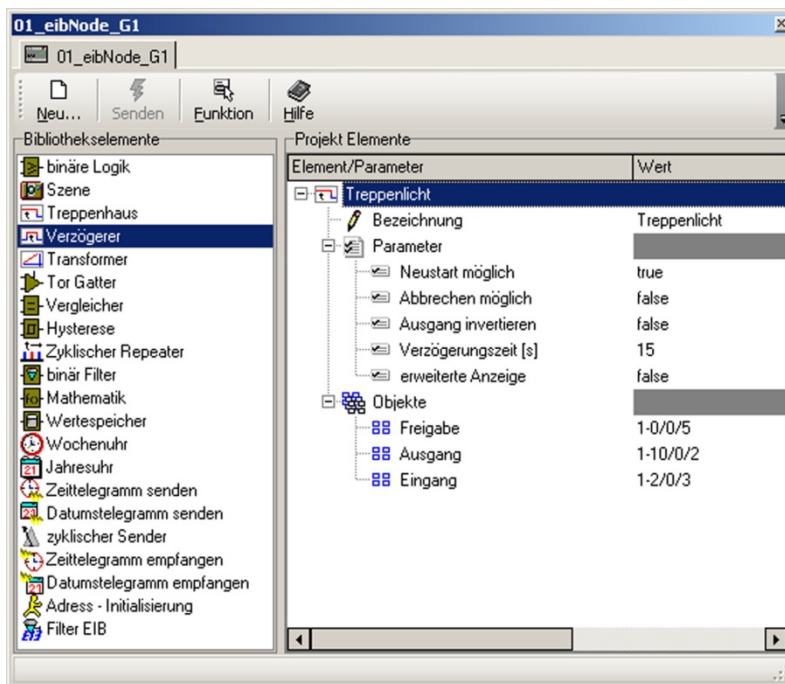 01_eibNode_G1
01_eibNode_G1
Neu... Senden Funktion Hilfe
Bibliothekselemente
binäre Logik
Szene
Treppenhaus
Verzögerer
Transformer
Tor Gatter
Vergleicher
Hysterese
Zyklischer Repeater
binär Filter
Mathematik
Wertespeicher
Wochenuhr
Jahresuhr
Zeittelegramm senden
Datumstelegramm senden
zyklischer Sender
Zeittelegramm empfangen
Datumstelegramm empfangen
Adress - Initialisierung
Filter EIB
Projekt Elemente
Element/Parameter Wert
Treppenlicht
Bezeichnung Treppenlicht
Parameter
Neustart möglich true
Abbrechen möglich false
Ausgang invertieren false
Verzögerungszeit [s] 15
erweiterte Anzeige false
Objekte
Freigabe 1-0/0/5
Ausgang 1-10/0/2
Eingang 1-2/0/3